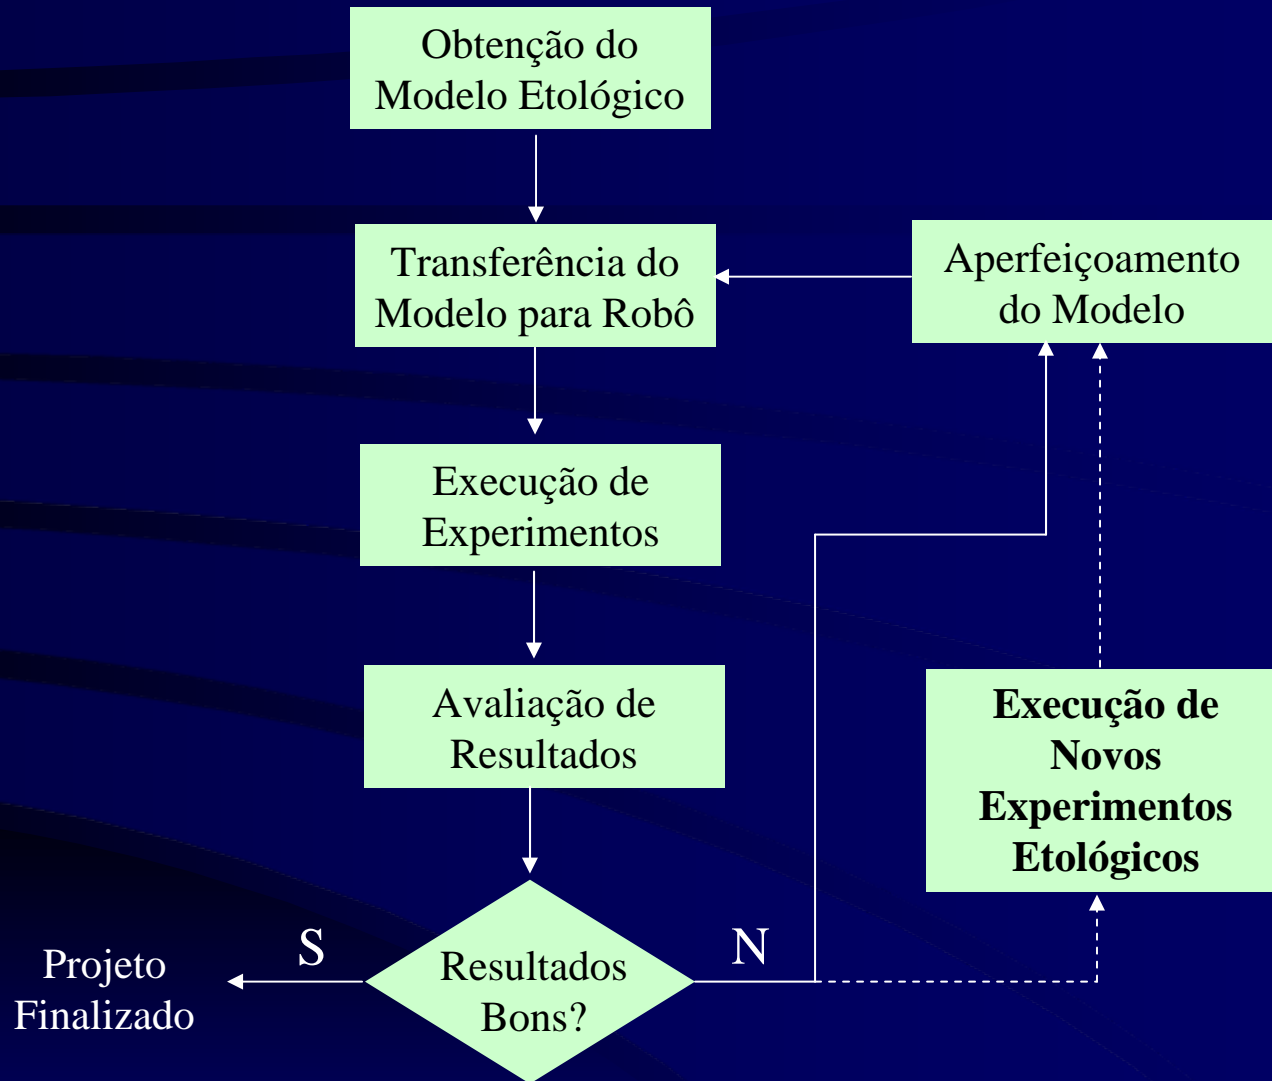 Obtenção do
Modelo Etológico
Transferência do
Modelo para Robô
Aperfeiçoamento
do Modelo
Execução de
Experimentos
Avaliação de
Resultados
Execução de
Novos
Experimentos
Etológicos
Projeto
Finalizado
S
Resultados
Bons?
N